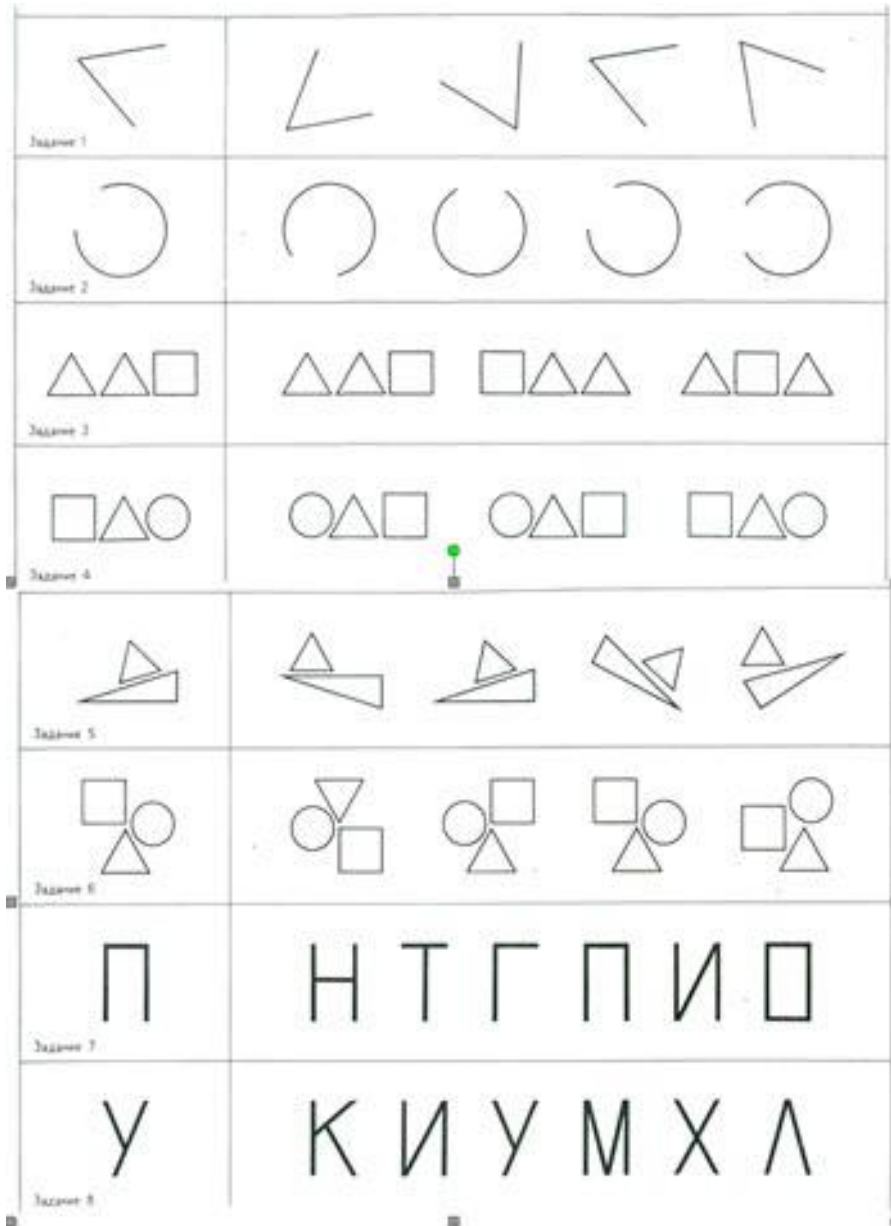 Задание 1
Задание 2
Задание 3
Задание 4
Задание 5
Задание 6
П Н Т Г П И О
Задание 7
У К И У М Х Л
Задание 8